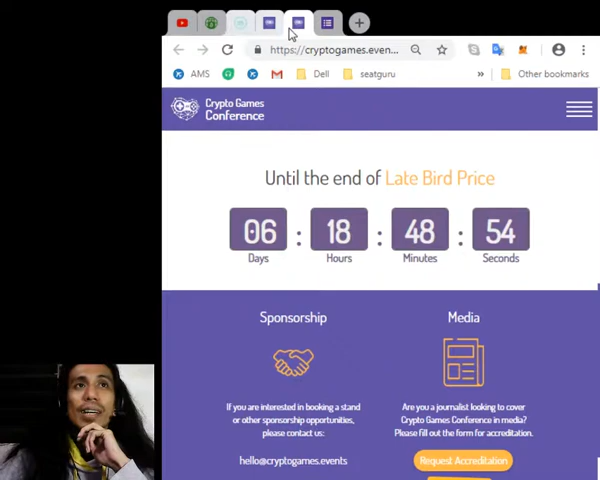 https://cryptogames.even...
AMS
Dell
seatguru
»
Other bookmarks
Crypto Games
Conference
Until the end of Late Bird Price
06 : 18 : 48 : 54
Days Hours Minutes Seconds
Sponsorship
If you are interested in booking a stand
or other sponsorship opportunities,
please contact us:
hello@cryptogames.events
Media
Are you a journalist looking to cover
Crypto Games Conference in media?
Please fill out the form for accreditation.
Request Accreditation